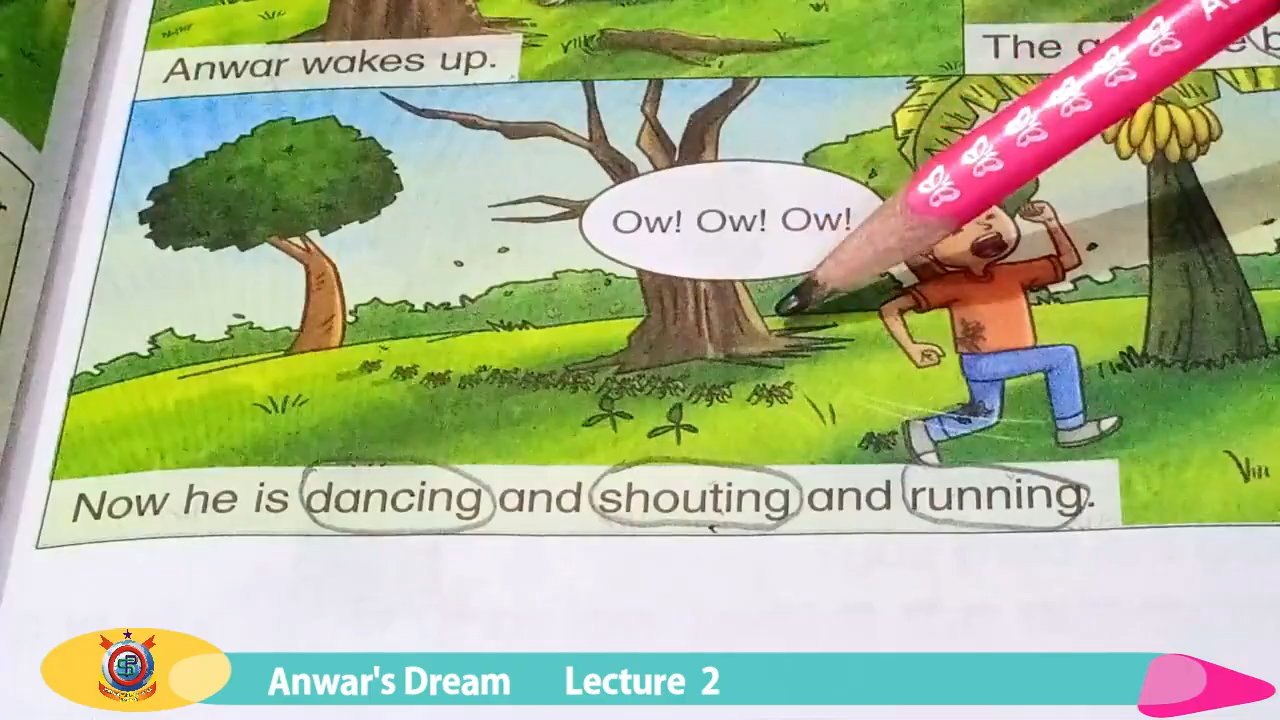 Anwar wakes up.
The
Ow! Ow! Ow!
Now he is dancing and shouting and running.
Anwar's Dream Lecture 2